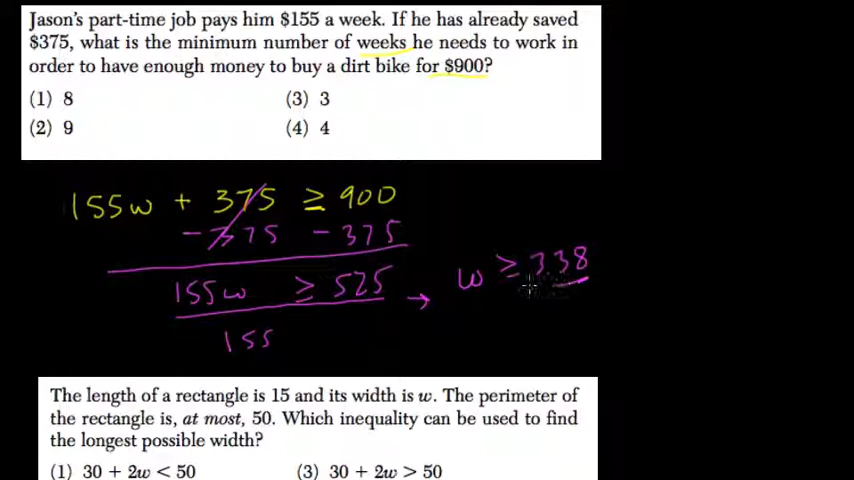 Jason's part-time job pays him $155 a week. If he has already saved
$375, what is the minimum number of weeks he needs to work in
order to have enough money to buy a dirt bike for $900?
(1) 8 (3) 3
(2) 9 (4) 4
155w + 375 ≥ 900
-375 -375
155w ≥ 525 → w ≥ 3.38
155
The length of a rectangle is 15 and its width is w. The perimeter of
the rectangle is, at most, 50. Which inequality can be used to find
the longest possible width?
(1) 30 + 2w < 50 (3) 30 + 2w > 50